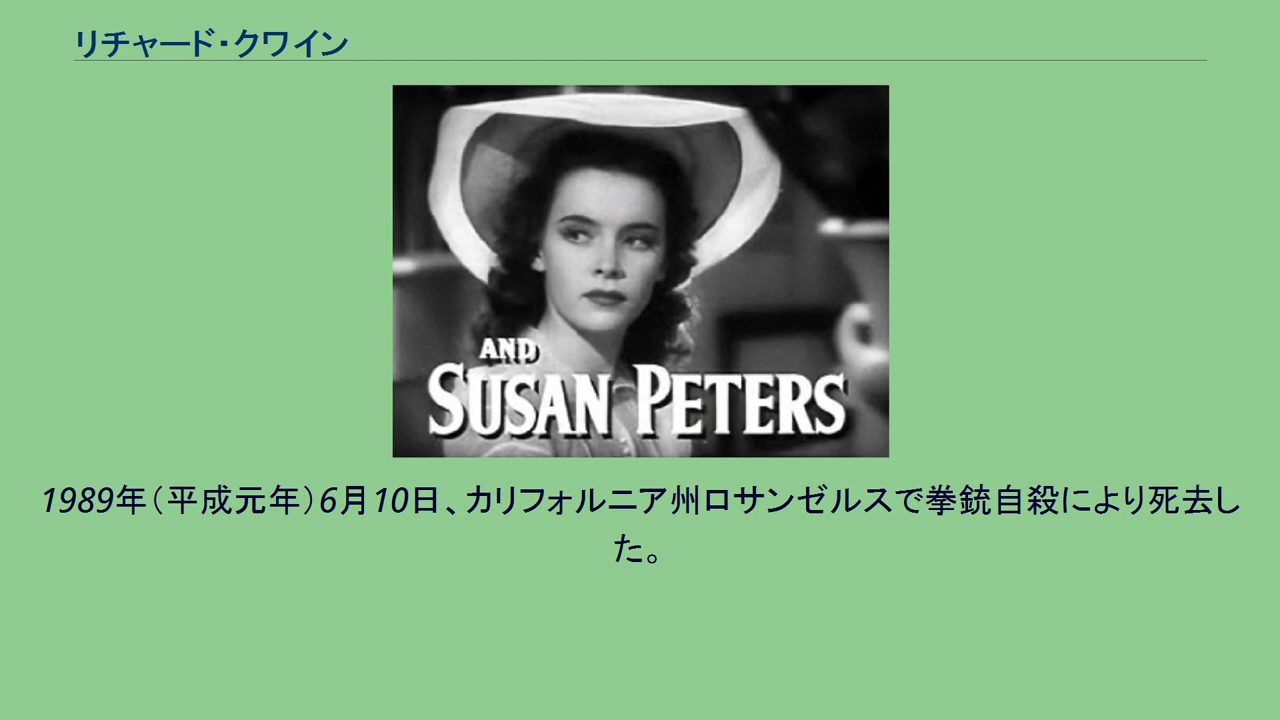 リチャード・クワイン
AND
SUSAN PETERS
1989年（平成元年）6月10日、カリフォルニア州ロサンゼルスで拳銃自殺により死去し
た。